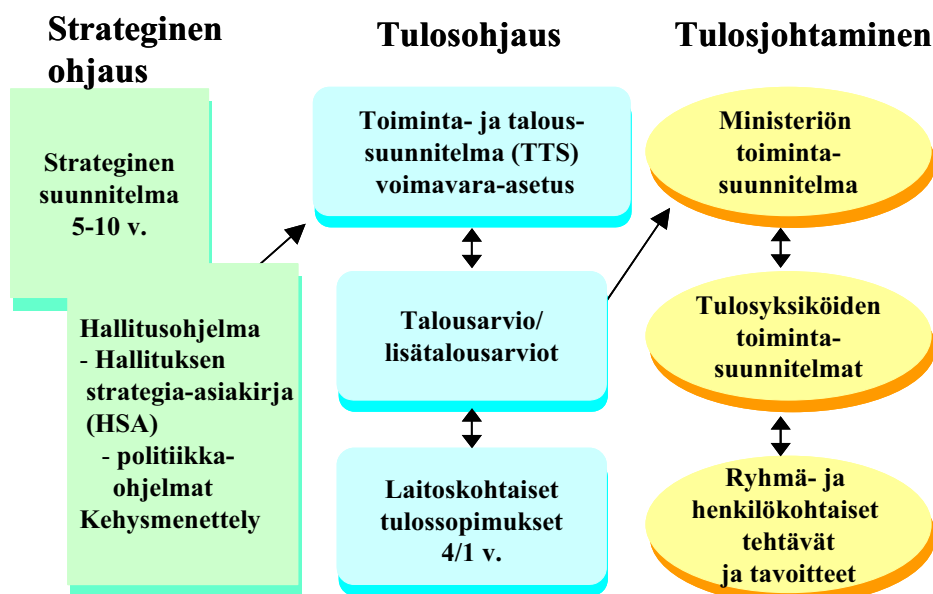 Strateginen
ohjaus
Strateginen
suunnitelma
5-10 v.
Hallitusohjelma
- Hallituksen
strategia-asiakirja
(HSA)
- politiikka-
ohjelmat
Kehysmenettely
Tulosohjaus
Toiminta- ja talous-
suunnitelma (TTS)
voimavara-asetus
Talousarvio/
lisätalousarviot
Laitoskohtaiset
tulossopimukset
4/1 v.
Tulosjohtaminen
Ministeriön
toiminta-
suunnitelma
Tulosyksiköiden
toiminta-
suunnitelmat
Ryhmä- ja
henkilökohtaiset
tehtävät
ja tavoitteet